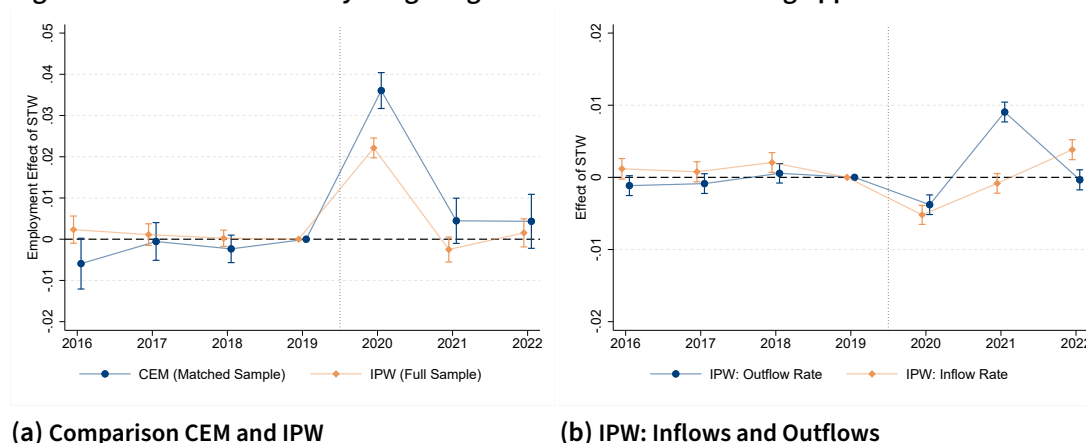 .05
.04
.03
.02
.01
0
-.01
-.02
Employment Effect of STW
2016 2017 2018 2019 2020 2021 2022
CEM (Matched Sample) IPW (Full Sample)
(a) Comparison CEM and IPW
.02
.01
0
-.01
-.02
Effect of STW
2016 2017 2018 2019 2020 2021 2022
IPW: Outflow Rate IPW: Inflow Rate
(b) IPW: Inflows and Outflows